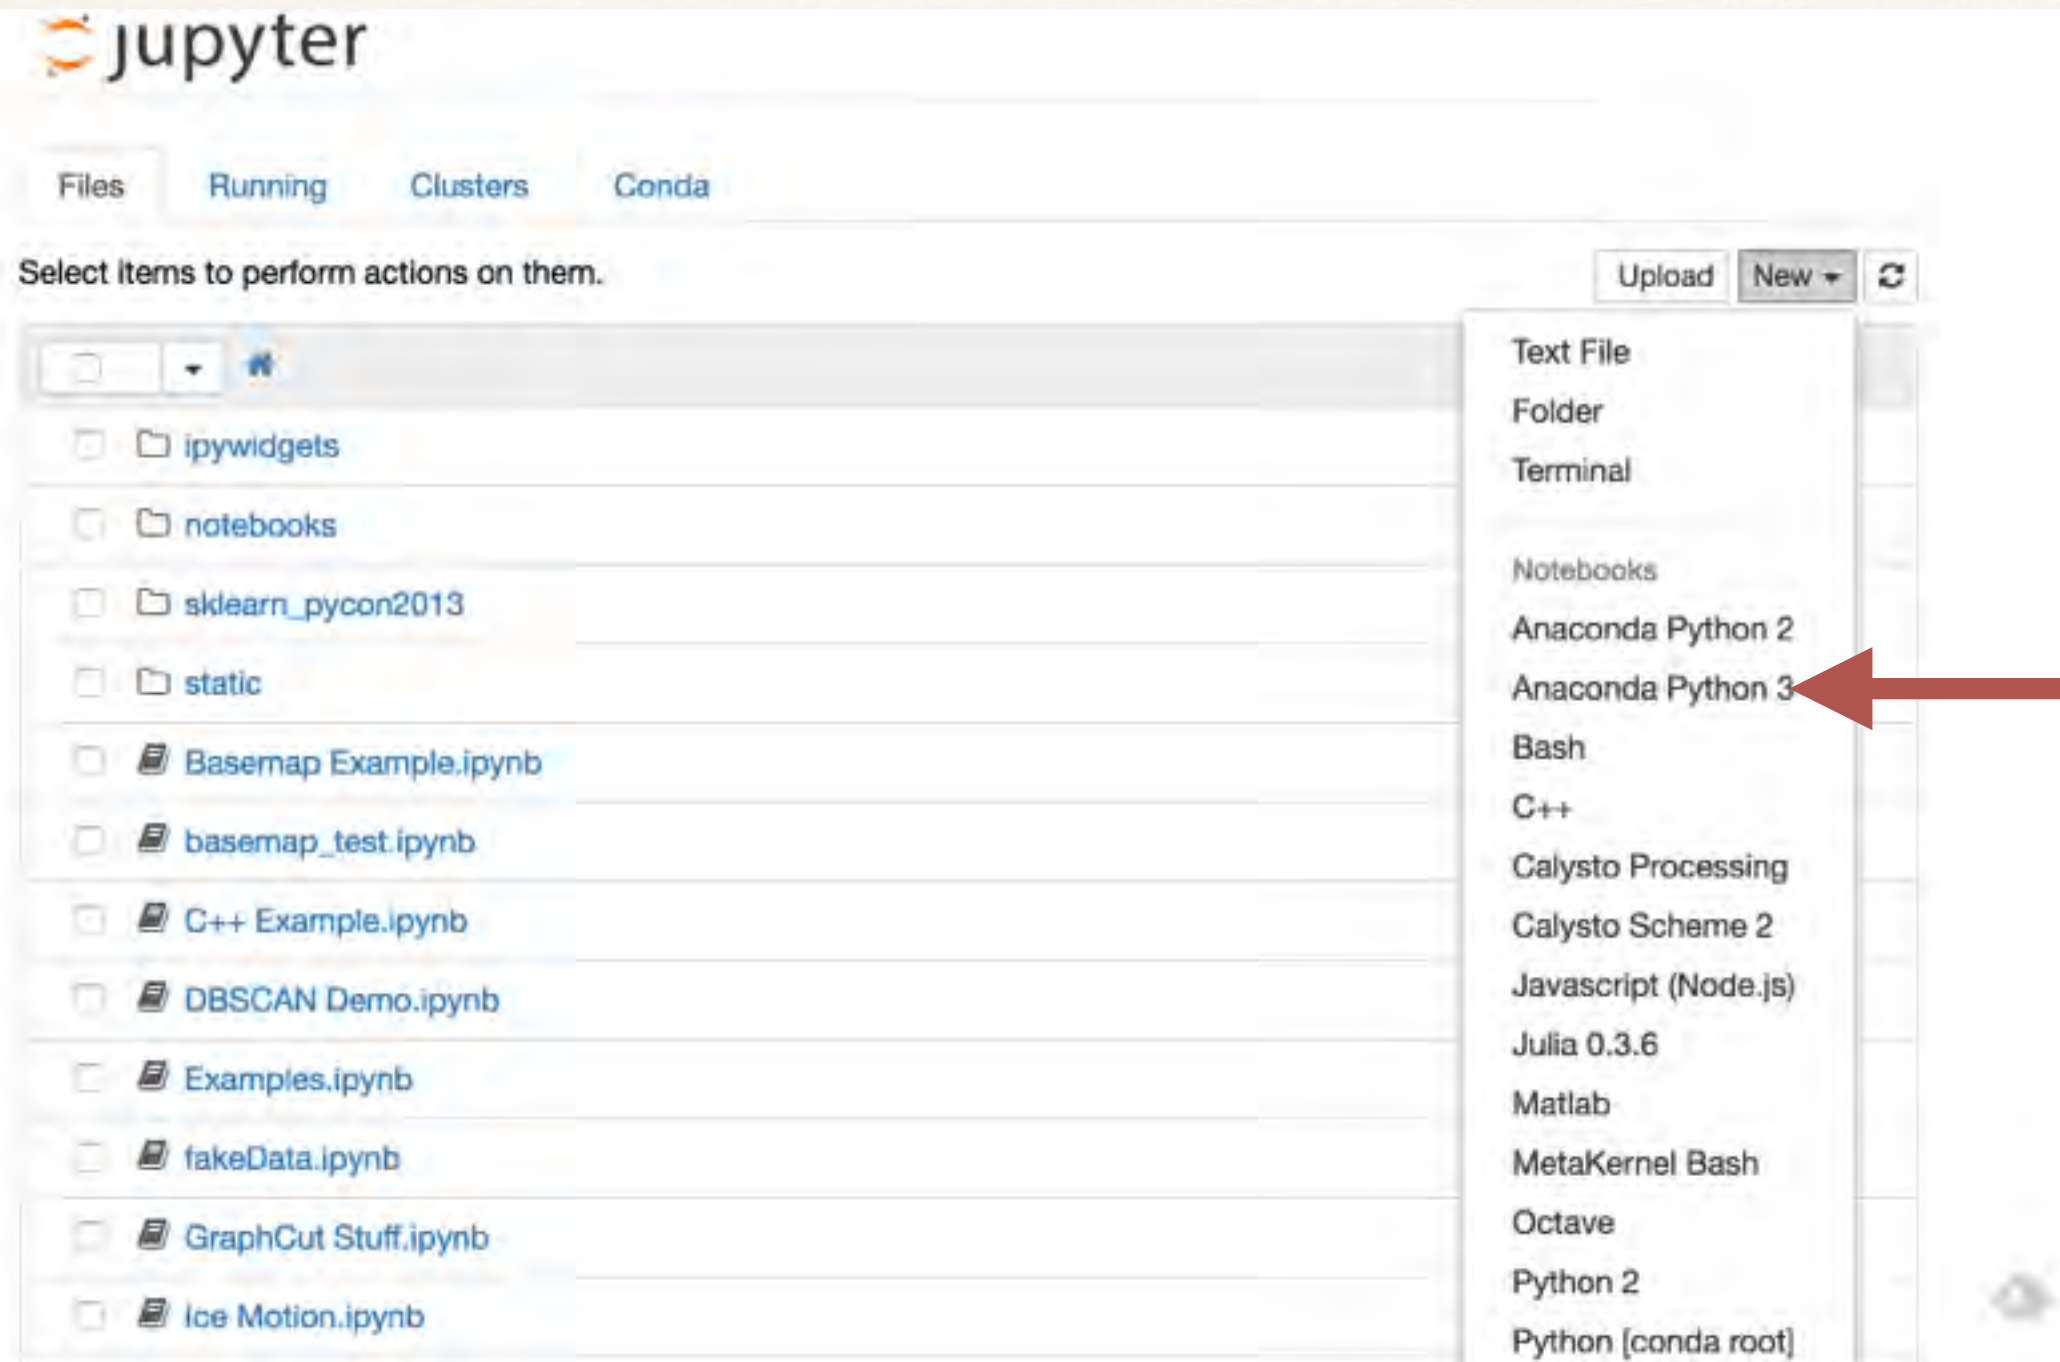 jupyter
Files Running Clusters Conda
Select items to perform actions on them.
Upload New
Text File
Folder
Terminal
Notebooks
Anaconda Python 2
Anaconda Python 3
Bash
C++
Calysto Processing
Calysto Scheme 2
Javascript (Node.js)
Julia 0.3.6
Matlab
MetaKernel Bash
Octave
Python 2
Python [conda root]
ipywidgets
notebooks
sklearn_pycon2013
static
Basemap Example.ipynb
basemap_test.ipynb
C++ Example.ipynb
DBSCAN Demo.ipynb
Examples.ipynb
fakeData.ipynb
GraphCut Stuff.ipynb
Ice Motion.ipynb